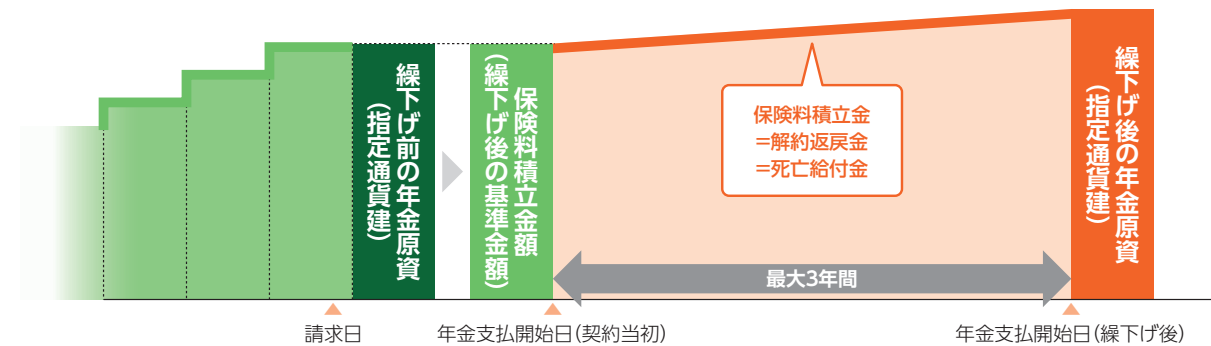 繰下げ前の年金原資
(指定通貨建)
保険料積立金額
(繰下げ後の基準金額)
保険料積立金
=解約返戻金
=死亡給付金
繰下げ後の年金原資
(指定通貨建)
最大3年間
請求日
年金支払開始日(契約当初)
年金支払開始日(繰下げ後)